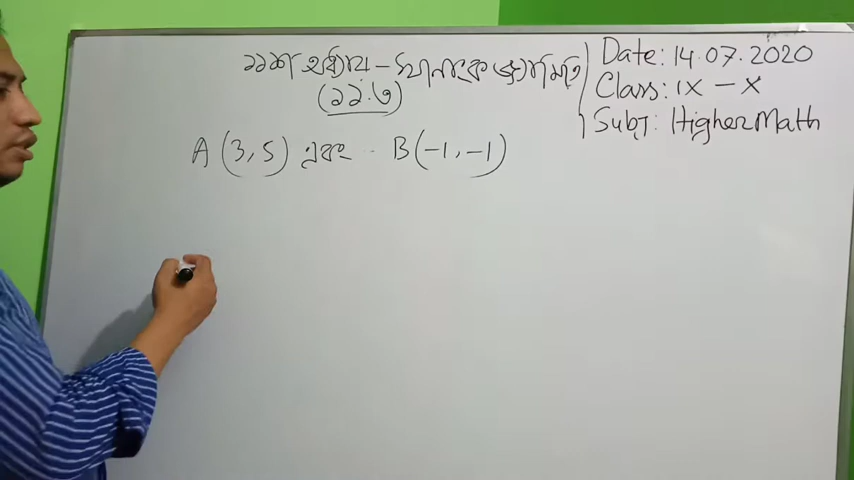 ১১শ অধ্যায় – স্থানাঙ্ক জ্যামিতি
(১১.৩)
Date: 14.07.2020
Class: IX – X
Subj: Higher Math
A (3, 5) এবং B (-1, -1)